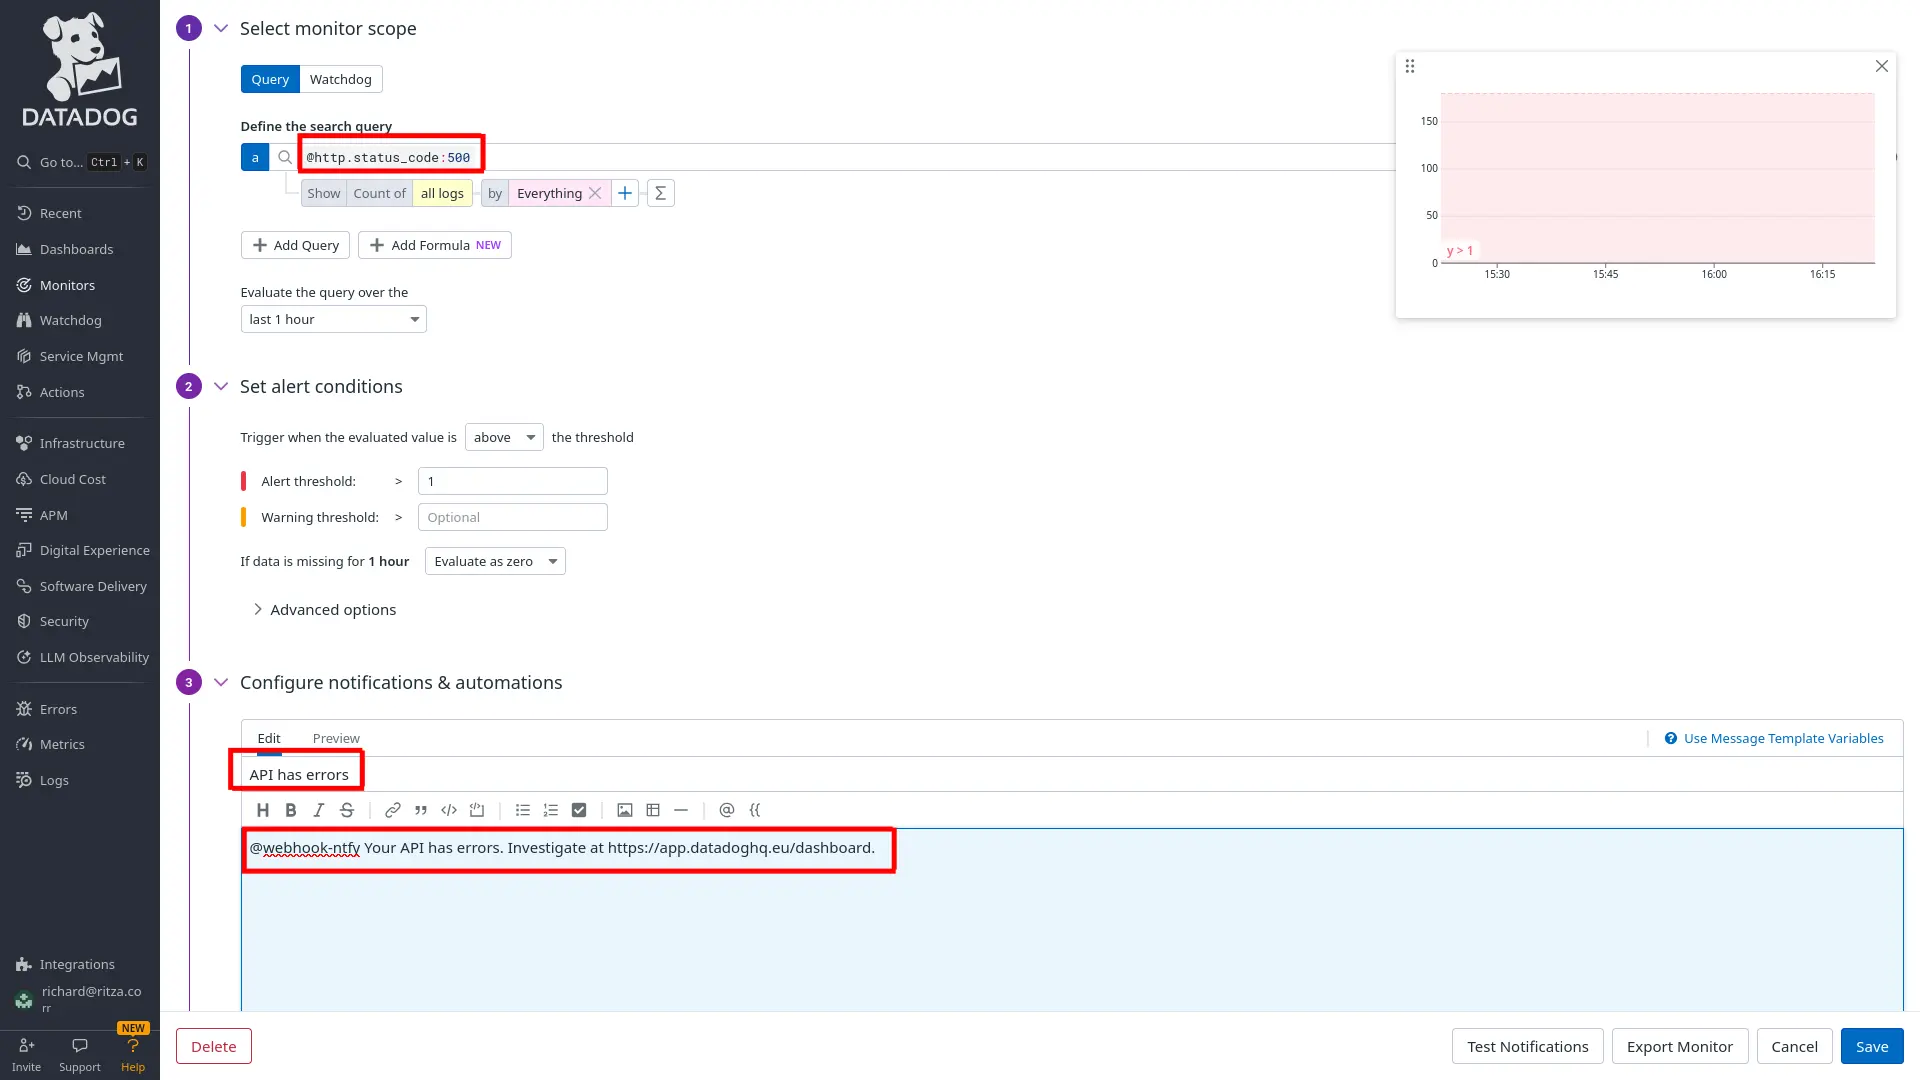 DATADOG
Go to... Ctrl + K
Recent
Dashboards
Monitors
Watchdog
Service Mgmt
Actions
Infrastructure
Cloud Cost
APM
Digital Experience
Software Delivery
Security
LLM Observability
Errors
Metrics
Logs
Integrations
richard@ritza.co
rr
NEW
Invite
Support
? Help
1 Select monitor scope
Query Watchdog
Define the search query
a @http.status_code:500
Show Count of all logs by Everything + Σ
+ Add Query + Add Formula NEW
Evaluate the query over the
last 1 hour
150
100
50
0
y > 1
15:30 15:45 16:00 16:15
2 Set alert conditions
Trigger when the evaluated value is above the threshold
Alert threshold: > 1
Warning threshold: > Optional
If data is missing for 1 hour Evaluate as zero
Advanced options
3 Configure notifications & automations
Edit Preview ? Use Message Template Variables
API has errors
H B I S @ {{
@webhook-ntfy Your API has errors. Investigate at https://app.datadoghq.eu/dashboard.
Delete Test Notifications Export Monitor Cancel Save